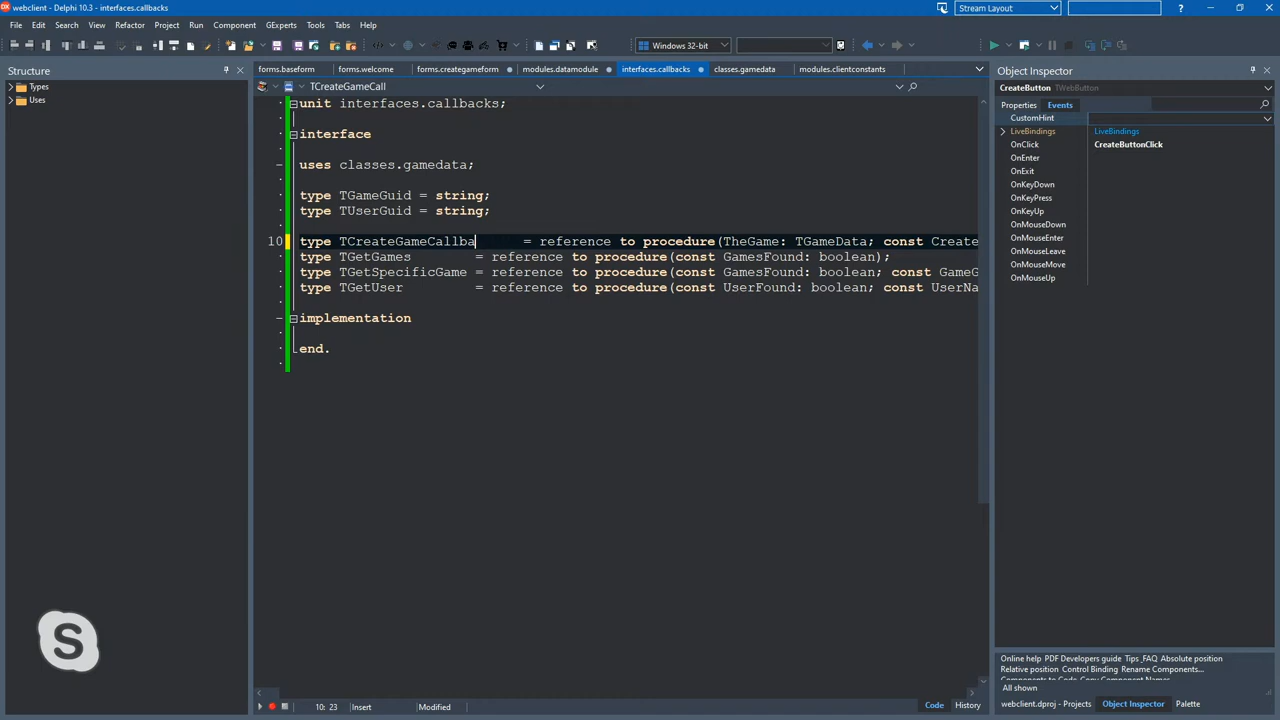 webclient - Delphi 10.3 - interfaces.callbacks
Stream Layout
File Edit Search View Refactor Project Run Component GExperts Tools Tabs Help
Windows 32-bit
Structure
Types
Uses
forms.baseform forms.welcome forms.creategameform modules.datamodule interfaces.callbacks classes.gamedata modules.clientconstants
TCreateGameCall
unit interfaces.callbacks;
interface
uses classes.gamedata;
type TGameGuid = string;
type TUserGuid = string;
10 type TCreateGameCallba = reference to procedure(TheGame: TGameData; const Create
type TGetGames = reference to procedure(const GamesFound: boolean);
type TGetSpecificGame = reference to procedure(const GamesFound: boolean; const GameG
type TGetUser = reference to procedure(const UserFound: boolean; const UserNa
implementation
end.
10: 23 Insert Modified Code History
Object Inspector
CreateButton TWebButton
Properties Events
CustomHint
LiveBindings LiveBindings
OnClick CreateButtonClick
OnEnter
OnExit
OnKeyDown
OnKeyPress
OnKeyUp
OnMouseDown
OnMouseEnter
OnMouseLeave
OnMouseMove
OnMouseUp
Online help PDF Developers guide Tips ,FAQ Absolute position
Relative position Control Binding Rename Components...
Components to Code Copy Component Names
All shown
webclient.dproj - Projects Object Inspector Palette
S